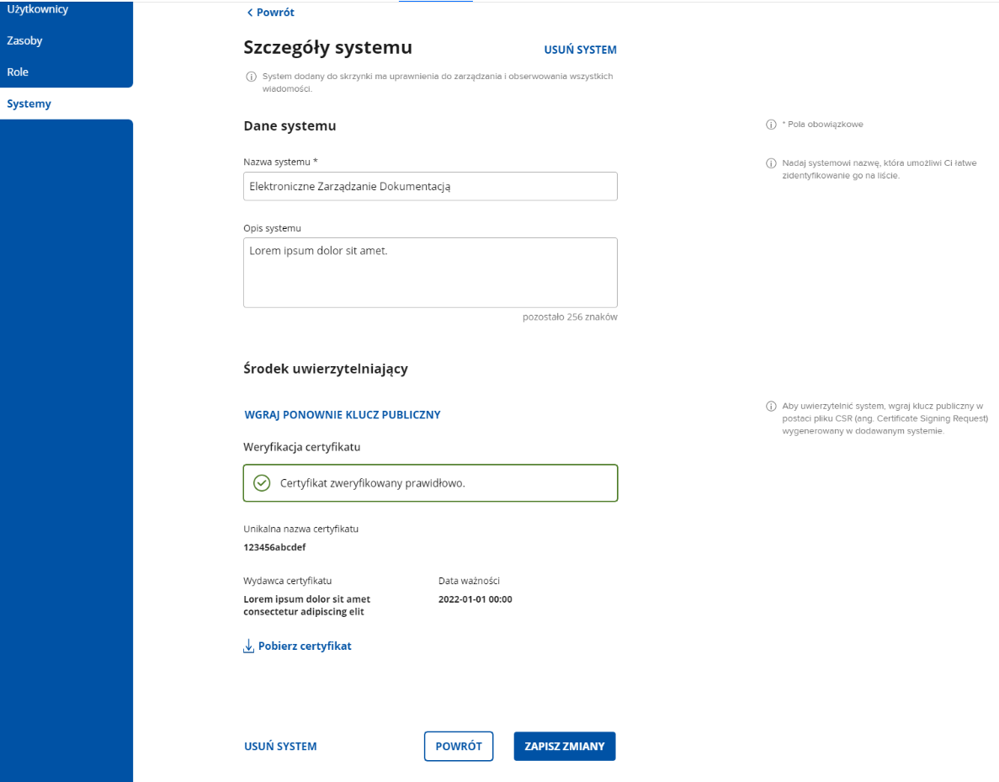 Użytkownicy
Zasoby
Role
Systemy
Powrót
Szczegóły systemu
USUŃ SYSTEM
System dodany do skrzynki ma uprawnienia do zarządzania i obserwowania wszystkich
wiadomości.
Dane systemu
* Pola obowiązkowe
Nazwa systemu *
Elektroniczne Zarządzanie Dokumentacją
Nadaj systemowi nazwę, która umożliwi Ci łatwe
zidentyfikowanie go na liście.
Opis systemu
Lorem ipsum dolor sit amet.
pozostało 256 znaków
Środek uwierzytelniający
WGRAJ PONOWNIE KLUCZ PUBLICZNY
Aby uwierzytelnić system, wgraj klucz publiczny w
postaci pliku CSR (ang. Certificate Signing Request)
wygenerowany w dodawanym systemie.
Weryfikacja certyfikatu
Certyfikat zweryfikowany prawidłowo.
Unikalna nazwa certyfikatu
123456abcdef
Wydawca certyfikatu
Lorem ipsum dolor sit amet
consectetur adipiscing elit
Data ważności
2022-01-01 00:00
Pobierz certyfikat
USUŃ SYSTEM
POWRÓT
ZAPISZ ZMIANY